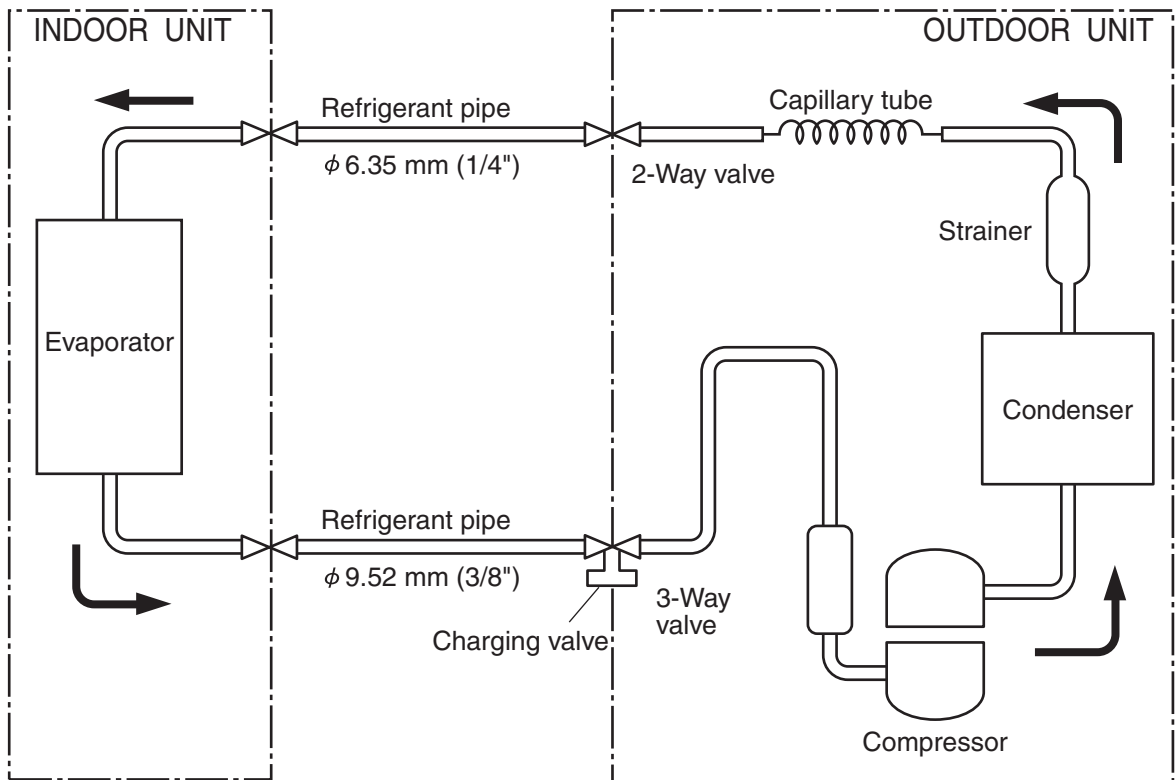 INDOOR UNIT
OUTDOOR UNIT
Refrigerant pipe
φ 6.35 mm (1/4")
Capillary tube
2-Way valve
Strainer
Evaporator
Condenser
Refrigerant pipe
φ 9.52 mm (3/8")
Charging valve
3-Way
valve
Compressor